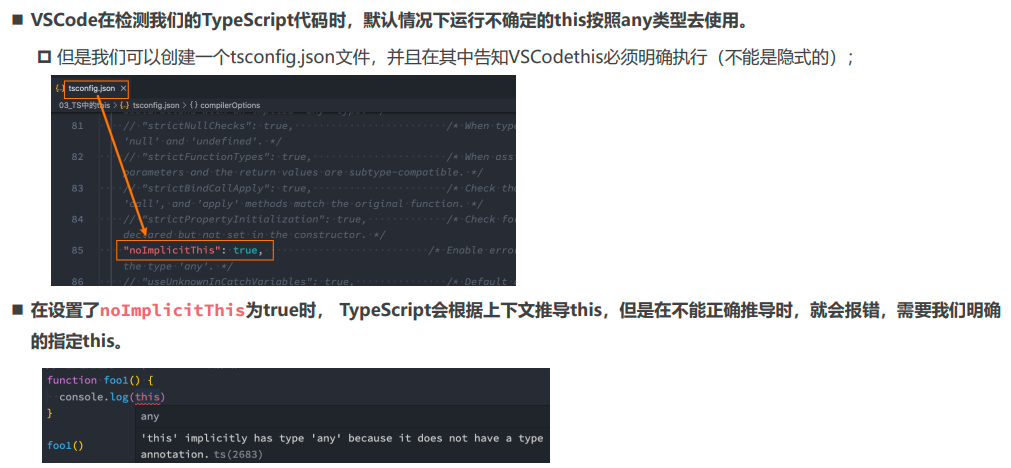 VSCode在检测我们的TypeScript代码时，默认情况下运行不确定的this按照any类型去使用。
但是我们可以创建一个tsconfig.json文件，并且在其中告知VSCodethis必须明确执行（不能是隐式的）；
{..} tsconfig.json ×
03_TS中的this > {..} tsconfig.json > {} compilerOptions
81 // "strictNullChecks": true, /* When type
'null' and 'undefined'. */
82 // "strictFunctionTypes": true, /* When ass
parameters and the return values are subtype-compatible. */
83 // "strictBindCallApply": true, /* Check tha
'call', and 'apply' methods match the original function. */
84 // "strictPropertyInitialization": true, /* Check fo
declared but not set in the constructor. */
85 "noImplicitThis": true, /* Enable error
the type 'any'. */
86 // "useUnknownInCatchVariables": true, /* Default
在设置了noImplicitThis为true时， TypeScript会根据上下文推导this，但是在不能正确推导时，就会报错，需要我们明确
的指定this。
function foo1() {
console.log(this)
}
any
'this' implicitly has type 'any' because it does not have a type
foo1()
annotation. ts(2683)